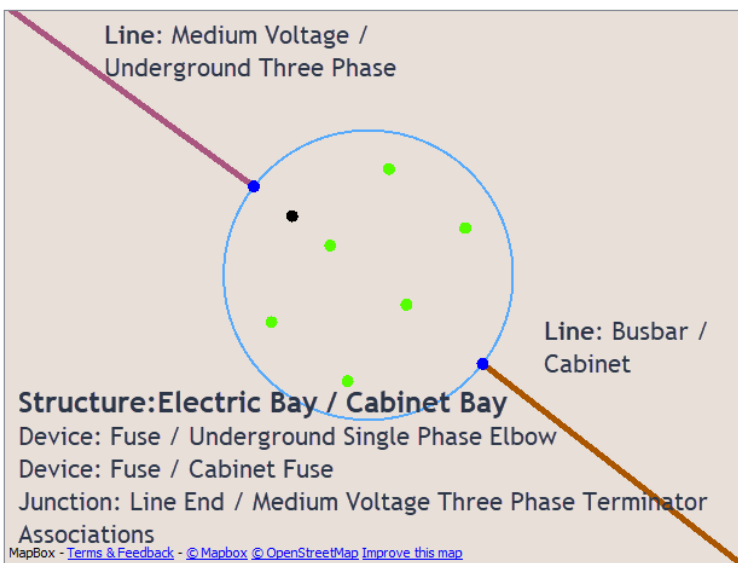 Line: Medium Voltage /
Underground Three Phase
Line: Busbar /
Cabinet
Structure:Electric Bay / Cabinet Bay
Device: Fuse / Underground Single Phase Elbow
Device: Fuse / Cabinet Fuse
Junction: Line End / Medium Voltage Three Phase Terminator
Associations
MapBox - Terms & Feedback - © Mapbox © OpenStreetMap Improve this map